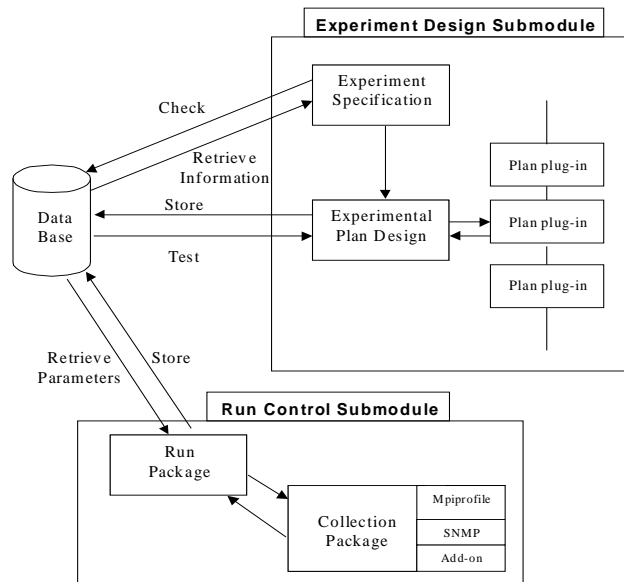 Experiment Design Submodule
Experiment
Specification
Check
Retrieve
Information
Plan plug-in
Data
Base
Store
Experimental
Plan Design
Plan plug-in
Test
Plan plug-in
Retrieve
Parameters
Store
Run Control Submodule
Run
Package
Collection
Package
Mpiprofile
SNMP
Add-on